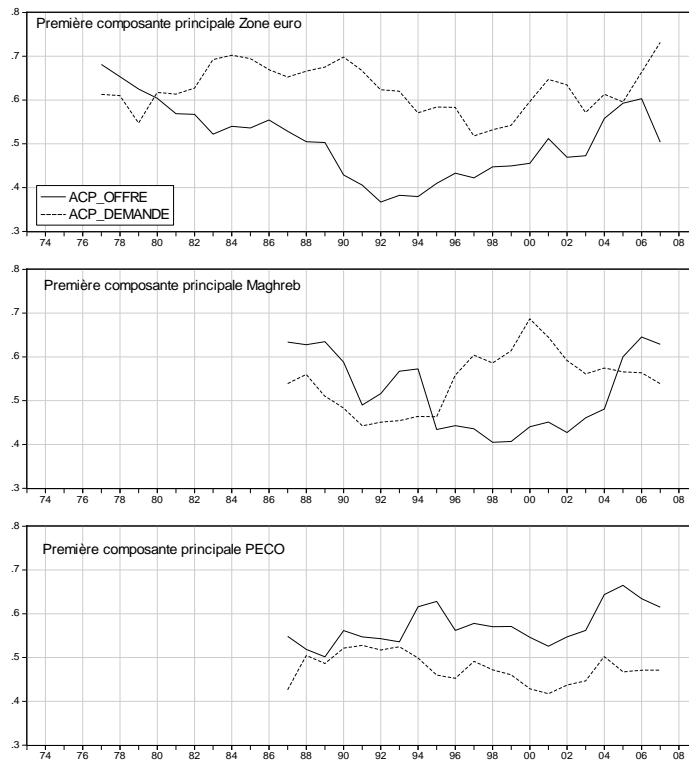 Première composante principale Zone euro
.8
.7
.6
.5
.4
.3
ACP_OFFRE
ACP_DEMANDE
74 76 78 80 82 84 86 88 90 92 94 96 98 00 02 04 06 08
Première composante principale Maghreb
.8
.7
.6
.5
.4
.3
74 76 78 80 82 84 86 88 90 92 94 96 98 00 02 04 06 08
Première composante principale PECO
.8
.7
.6
.5
.4
.3
74 76 78 80 82 84 86 88 90 92 94 96 98 00 02 04 06 08